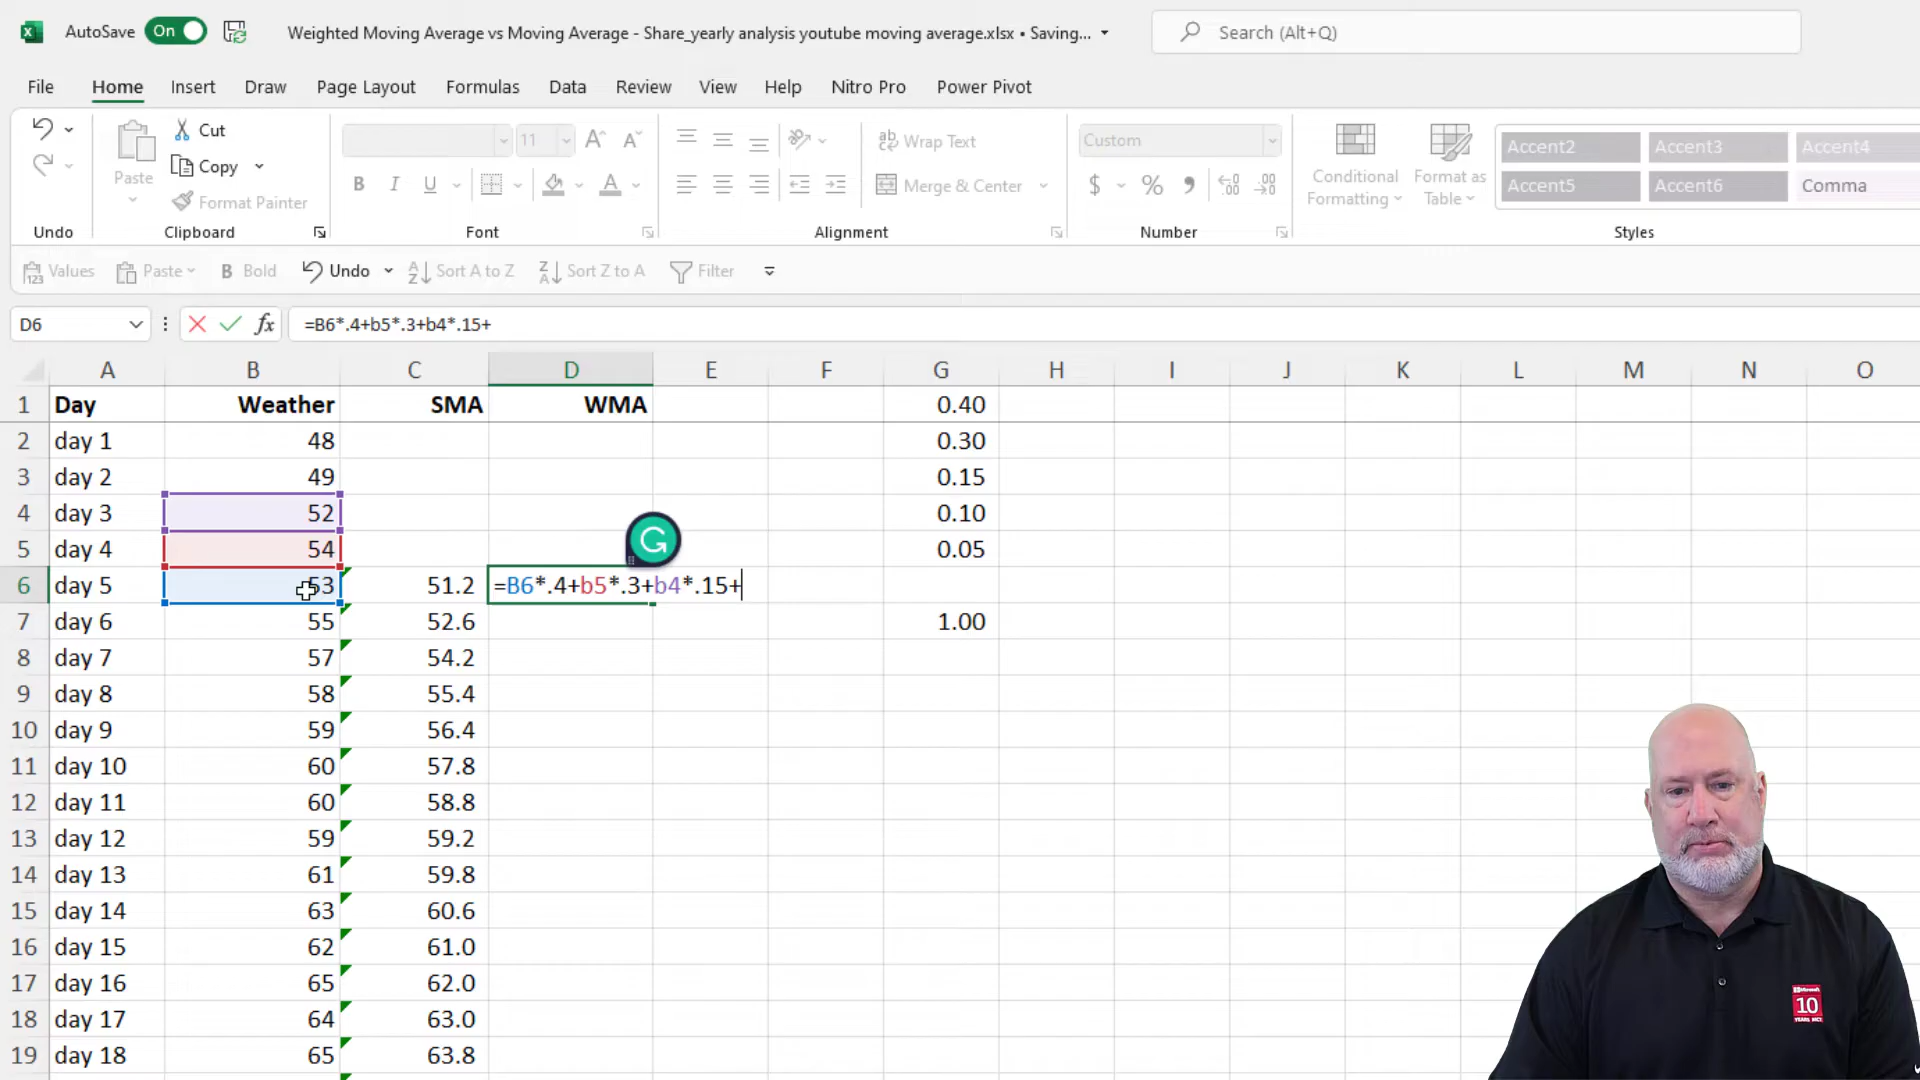 AutoSave On Weighted Moving Average vs Moving Average - Share_yearly analysis youtube moving average.xlsx • Saving... Search (Alt+Q)
File Home Insert Draw Page Layout Formulas Data Review View Help Nitro Pro Power Pivot
Cut
Copy
Format Painter
Paste
11
B I U
Wrap Text
Merge & Center
Custom
$ % 9
Conditional Formatting
Format as Table
Accent2 Accent3 Accent4
Accent5 Accent6 Comma
Undo Clipboard Font Alignment Number Styles
Values Paste B Bold Undo Sort A to Z Sort Z to A Filter
D6 fx =B6*.4+b5*.3+b4*.15+
A B C D E F G H I J K L M N O
1 Day Weather SMA WMA 0.40
2 day 1 48 0.30
3 day 2 49 0.15
4 day 3 52 0.10
5 day 4 54 0.05
6 day 5 53 51.2 =B6*.4+b5*.3+b4*.15+
7 day 6 55 52.6 1.00
8 day 7 57 54.2
9 day 8 58 55.4
10 day 9 59 56.4
11 day 10 60 57.8
12 day 11 60 58.8
13 day 12 59 59.2
14 day 13 61 59.8
15 day 14 63 60.6
16 day 15 62 61.0
17 day 16 65 62.0
18 day 17 64 63.0
19 day 18 65 63.8
Microsoft
10
YEARS MCT